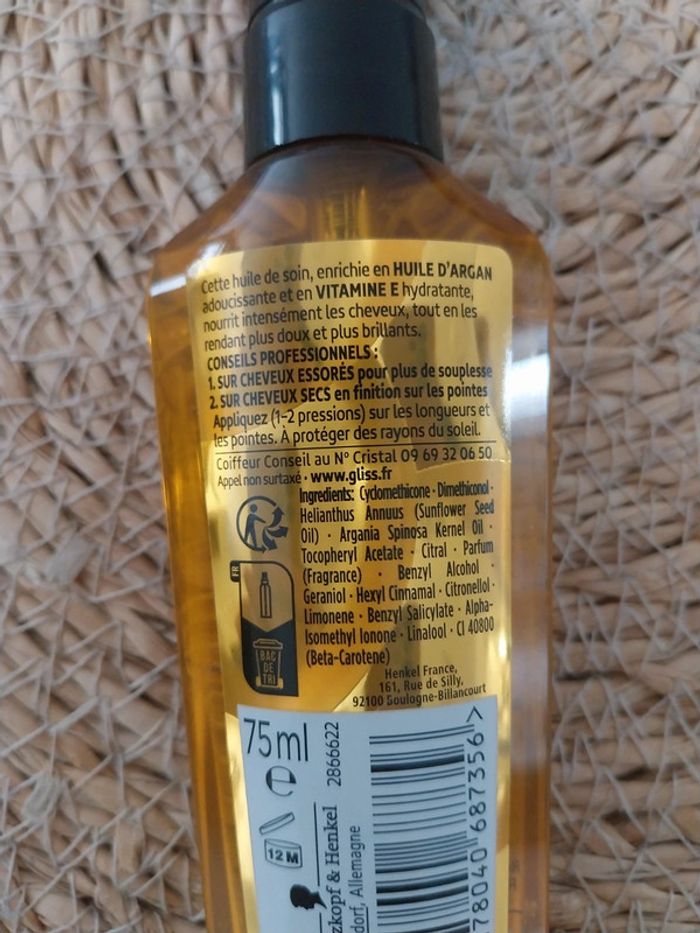 Cette huile de soin, enrichie en HUILE D'ARGAN
adoucissante et en VITAMINE E hydratante,
nourrit intensément les cheveux, tout en les
rendant plus doux et plus brillants.
CONSEILS PROFESSIONNELS :
1. SUR CHEVEUX ESSORÉS pour plus de souplesse
2. SUR CHEVEUX SECS en finition sur les pointes
Appliquez (1-2 pressions) sur les longueurs et
les pointes. À protéger des rayons du soleil.
Coiffeur Conseil au N° Cristal 09 69 32 06 50
Appel non surtaxé · www.gliss.fr
Ingredients: Cyclomethicone · Dimethiconol ·
Helianthus Annuus (Sunflower Seed
Oil) · Argania Spinosa Kernel Oil ·
Tocopheryl Acetate · Citral · Parfum
(Fragrance) · Benzyl Alcohol ·
Geraniol · Hexyl Cinnamal · Citronellol ·
Limonene · Benzyl Salicylate · Alpha-
Isomethyl Ionone · Linalool · CI 40800
(Beta-Carotene)
FR
BAC
DE
TRI
Henkel France,
161, Rue de Silly,
92100 Boulogne-Billancourt
75ml
e
12 M
2866622
zkopf & Henkel
dorf, Allemagne
78040 687356 >